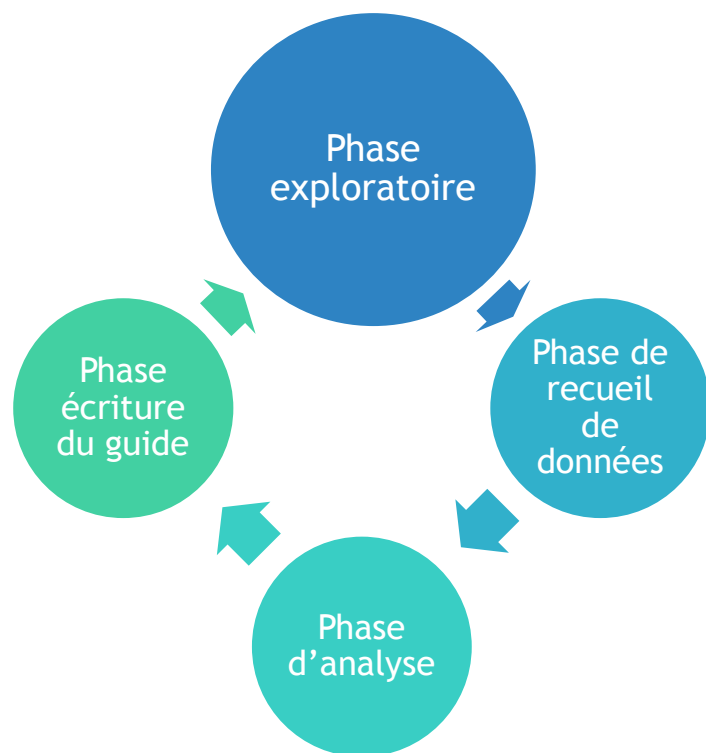 Phase
exploratoire
Phase de
recueil
de
données
Phase
d’analyse
Phase
écriture
du guide